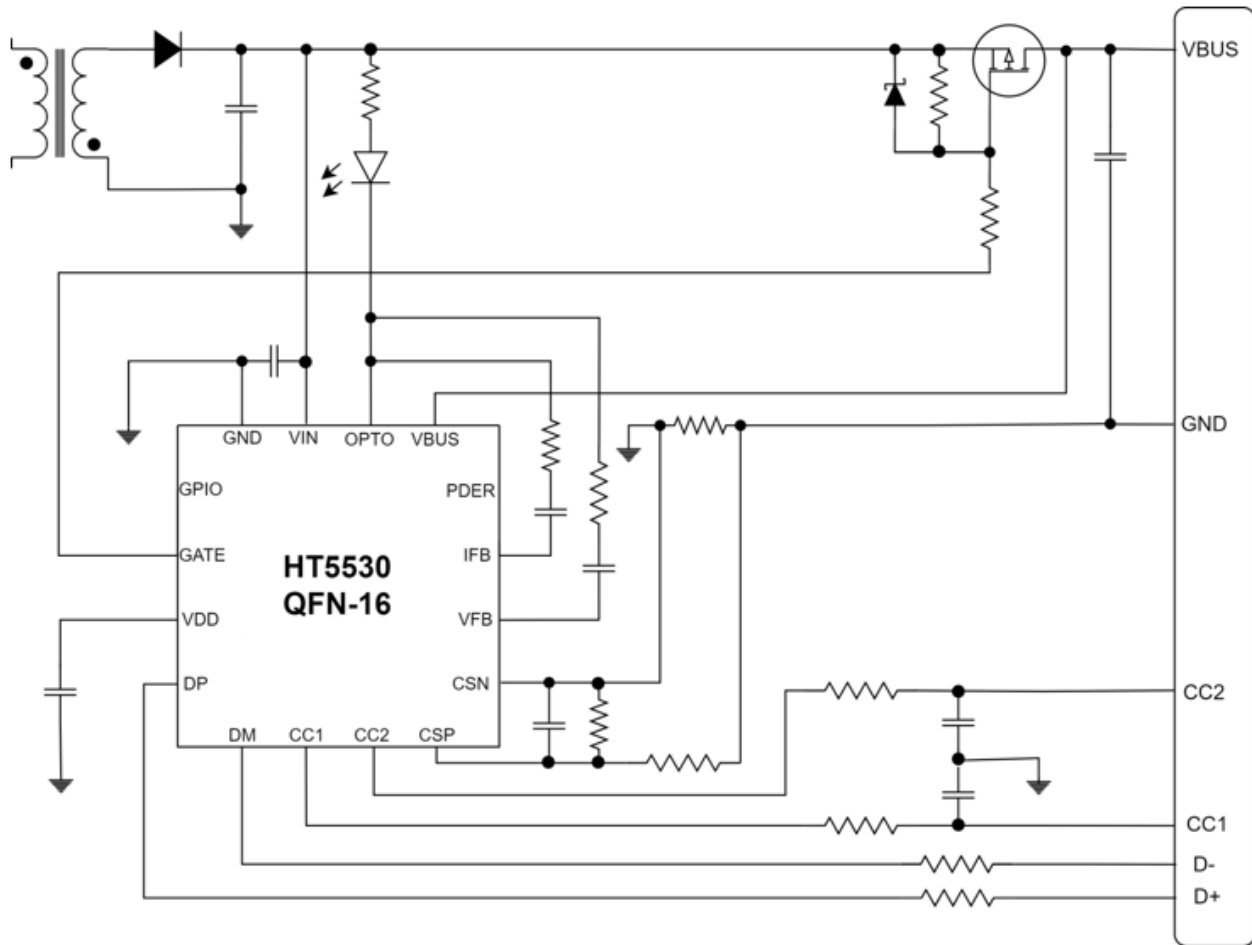 VBUS
GND VIN OPTO VBUS
GND
GPIO
PDER
GATE
IFB
HT5530
QFN-16
VDD
VFB
DP
CSN
CC2
DM CC1 CC2 CSP
CC1
D-
D+